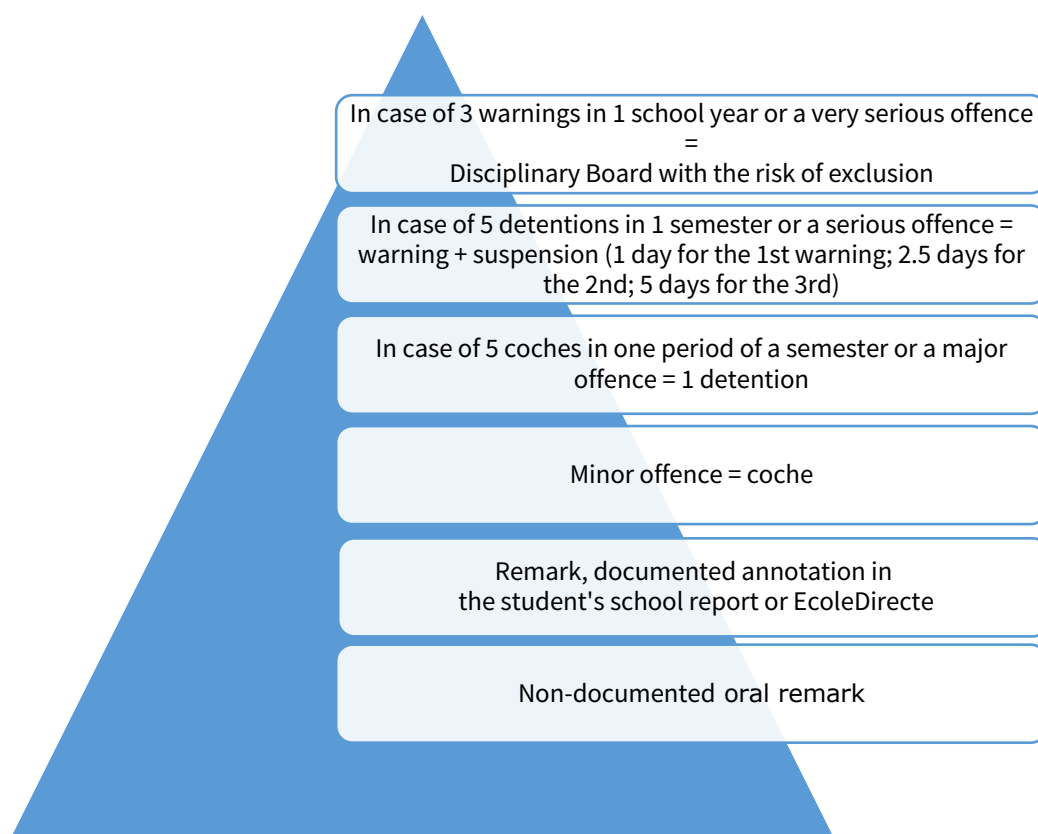 In case of 3 warnings in 1 school year or a very serious offence
=
Disciplinary Board with the risk of exclusion
In case of 5 detentions in 1 semester or a serious offence =
warning + suspension (1 day for the 1st warning; 2.5 days for
the 2nd; 5 days for the 3rd)
In case of 5 coches in one period of a semester or a major
offence = 1 detention
Minor offence = coche
Remark, documented annotation in
the student's school report or EcoleDirecte
Non-documented oral remark